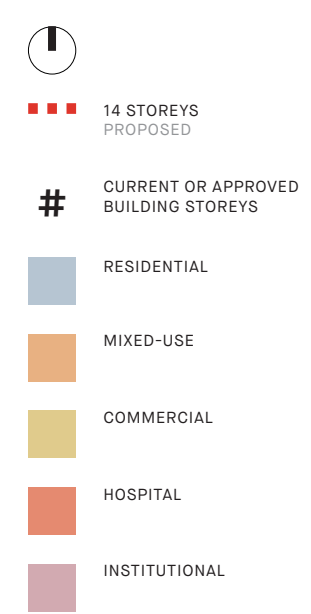 14 STOREYS
PROPOSED
#
CURRENT OR APPROVED
BUILDING STOREYS
RESIDENTIAL
MIXED-USE
COMMERCIAL
HOSPITAL
INSTITUTIONAL